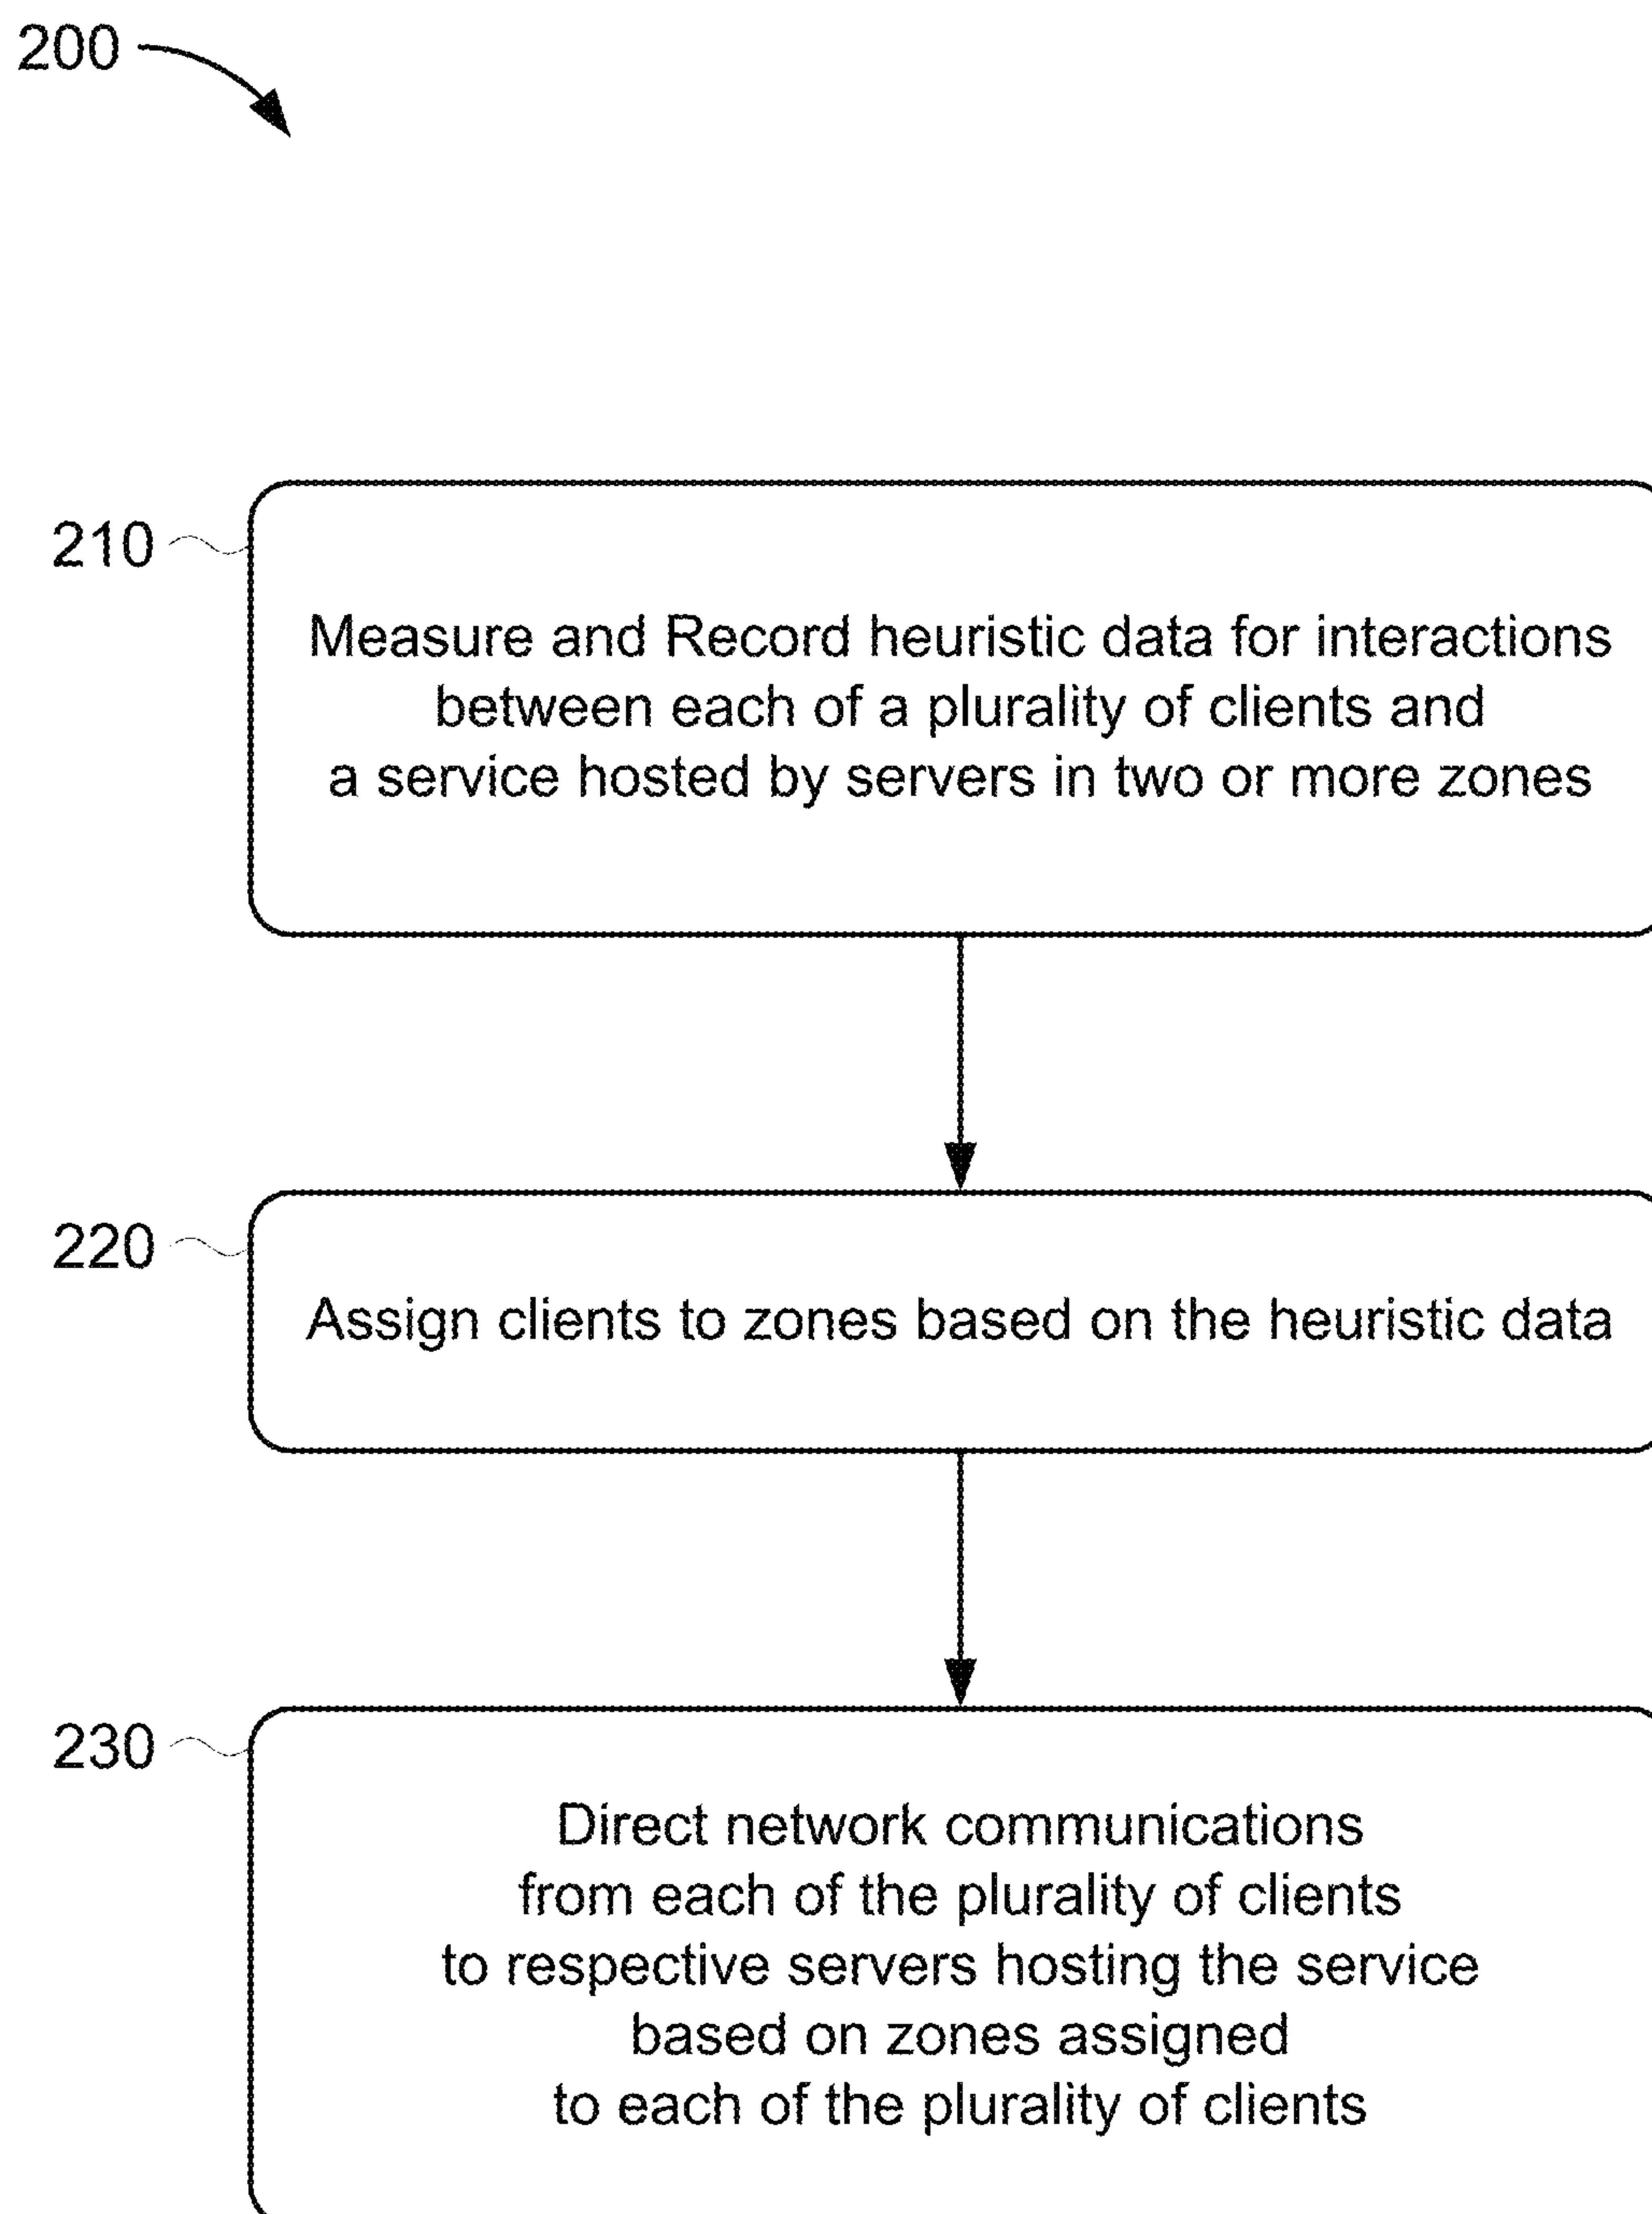 200
210
Measure and Record heuristic data for interactions
between each of a plurality of clients and
a service hosted by servers in two or more zones
220
Assign clients to zones based on the heuristic data
230
Direct network communications
from each of the plurality of clients
to respective servers hosting the service
based on zones assigned
to each of the plurality of clients